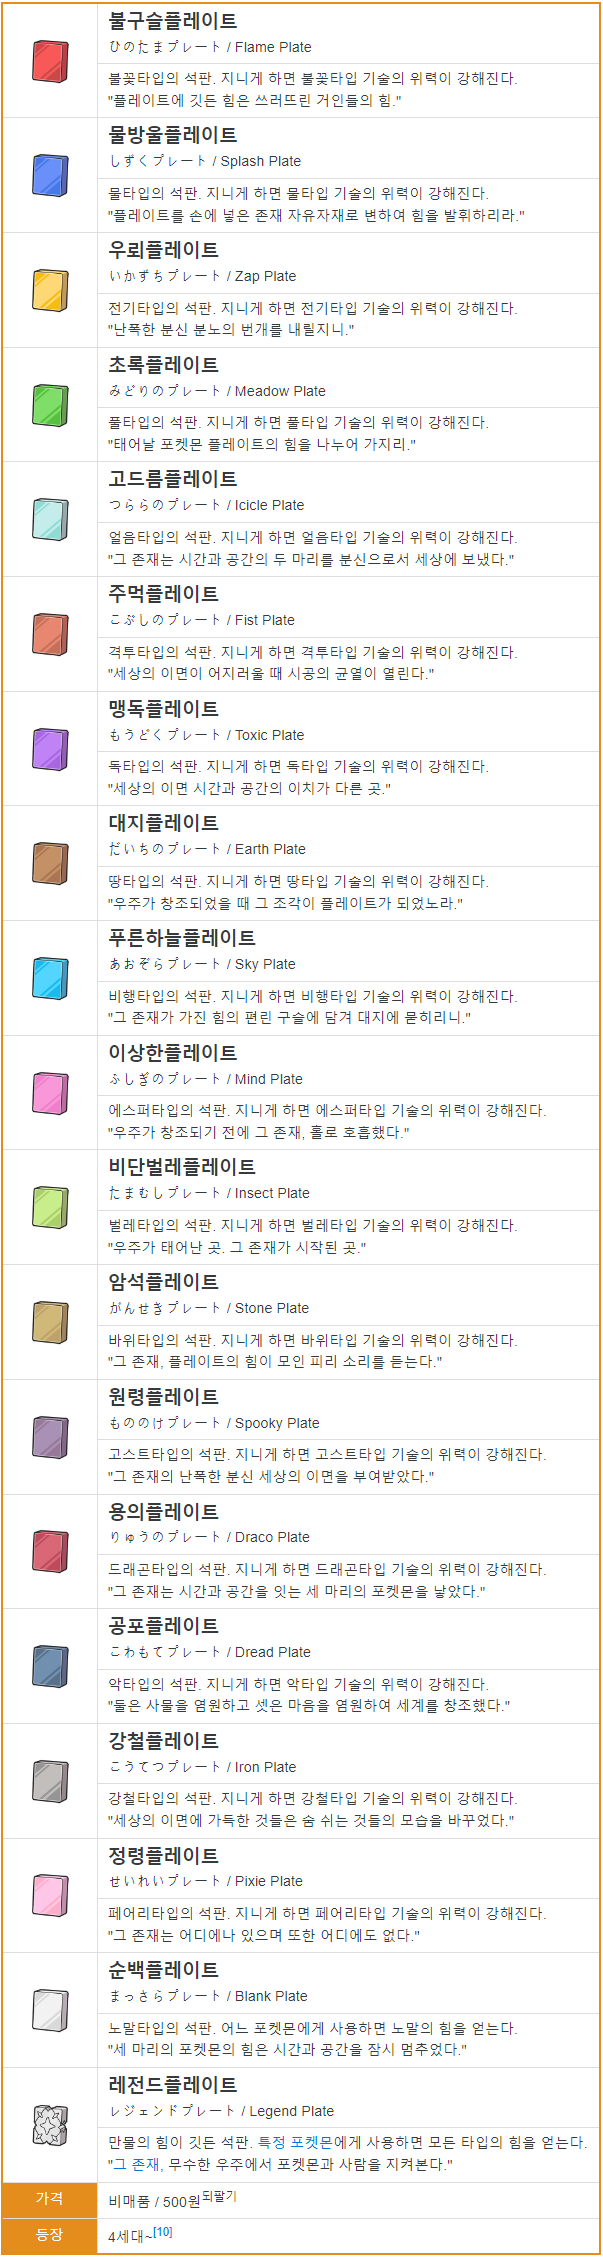 불구슬플레이트
ひのたまプレート / Flame Plate
불꽃타입의 석판. 지니게 하면 불꽃타입 기술의 위력이 강해진다.
"플레이트에 깃든 힘은 쓰러뜨린 거인들의 힘."
물방울플레이트
しずくプレート / Splash Plate
물타입의 석판. 지니게 하면 물타입 기술의 위력이 강해진다.
"플레이트를 손에 넣은 존재 자유자재로 변하여 힘을 발휘하리라."
우뢰플레이트
いかずちプレート / Zap Plate
전기타입의 석판. 지니게 하면 전기타입 기술의 위력이 강해진다.
"난폭한 분신 분노의 번개를 내릴지니."
초록플레이트
みどりのプレート / Meadow Plate
풀타입의 석판. 지니게 하면 풀타입 기술의 위력이 강해진다.
"태어날 포켓몬 플레이트의 힘을 나누어 가지리."
고드름플레이트
つららのプレート / Icicle Plate
얼음타입의 석판. 지니게 하면 얼음타입 기술의 위력이 강해진다.
"그 존재는 시간과 공간의 두 마리를 분신으로서 세상에 보냈다."
주먹플레이트
こぶしのプレート / Fist Plate
격투타입의 석판. 지니게 하면 격투타입 기술의 위력이 강해진다.
"세상의 이면이 어지러울 때 시공의 균열이 열린다."
맹독플레이트
もうどくプレート / Toxic Plate
독타입의 석판. 지니게 하면 독타입 기술의 위력이 강해진다.
"세상의 이면 시간과 공간의 이치가 다른 곳."
대지플레이트
だいちのプレート / Earth Plate
땅타입의 석판. 지니게 하면 땅타입 기술의 위력이 강해진다.
"우주가 창조되었을 때 그 조각이 플레이트가 되었노라."
푸른하늘플레이트
あおぞらプレート / Sky Plate
비행타입의 석판. 지니게 하면 비행타입 기술의 위력이 강해진다.
"그 존재가 가진 힘의 편린 구슬에 담겨 대지에 묻히리니."
이상한플레이트
ふしぎのプレート / Mind Plate
에스퍼타입의 석판. 지니게 하면 에스퍼타입 기술의 위력이 강해진다.
"우주가 창조되기 전에 그 존재, 홀로 호흡했다."
비단벌레플레이트
たまむしプレート / Insect Plate
벌레타입의 석판. 지니게 하면 벌레타입 기술의 위력이 강해진다.
"우주가 태어난 곳. 그 존재가 시작된 곳."
암석플레이트
がんせきプレート / Stone Plate
바위타입의 석판. 지니게 하면 바위타입 기술의 위력이 강해진다.
"그 존재, 플레이트의 힘이 모인 피리 소리를 듣는다."
원령플레이트
もののけプレート / Spooky Plate
고스트타입의 석판. 지니게 하면 고스트타입 기술의 위력이 강해진다.
"그 존재의 난폭한 분신 세상의 이면을 부여받았다."
용의플레이트
りゅうのプレート / Draco Plate
드래곤타입의 석판. 지니게 하면 드래곤타입 기술의 위력이 강해진다.
"그 존재는 시간과 공간을 잇는 세 마리의 포켓몬을 낳았다."
공포플레이트
こわもてプレート / Dread Plate
악타입의 석판. 지니게 하면 악타입 기술의 위력이 강해진다.
"둘은 사물을 염원하고 셋은 마음을 염원하여 세계를 창조했다."
강철플레이트
こうてつプレート / Iron Plate
강철타입의 석판. 지니게 하면 강철타입 기술의 위력이 강해진다.
"세상의 이면에 가득한 것들은 숨 쉬는 것들의 모습을 바꾸었다."
정령플레이트
せいれいプレート / Pixie Plate
페어리타입의 석판. 지니게 하면 페어리타입 기술의 위력이 강해진다.
"그 존재는 어디에나 있으며 또한 어디에도 없다."
순백플레이트
まっさらプレート / Blank Plate
노말타입의 석판. 어느 포켓몬에게 사용하면 노말의 힘을 얻는다.
"세 마리의 포켓몬의 힘은 시간과 공간을 잠시 멈추었다."
레전드플레이트
レジェンドプレート / Legend Plate
만물의 힘이 깃든 석판. 특정 포켓몬에게 사용하면 모든 타입의 힘을 얻는다.
"그 존재, 무수한 우주에서 포켓몬과 사람을 지켜본다."
가격 비매품 / 500원되팔기
등장 4세대~[10]